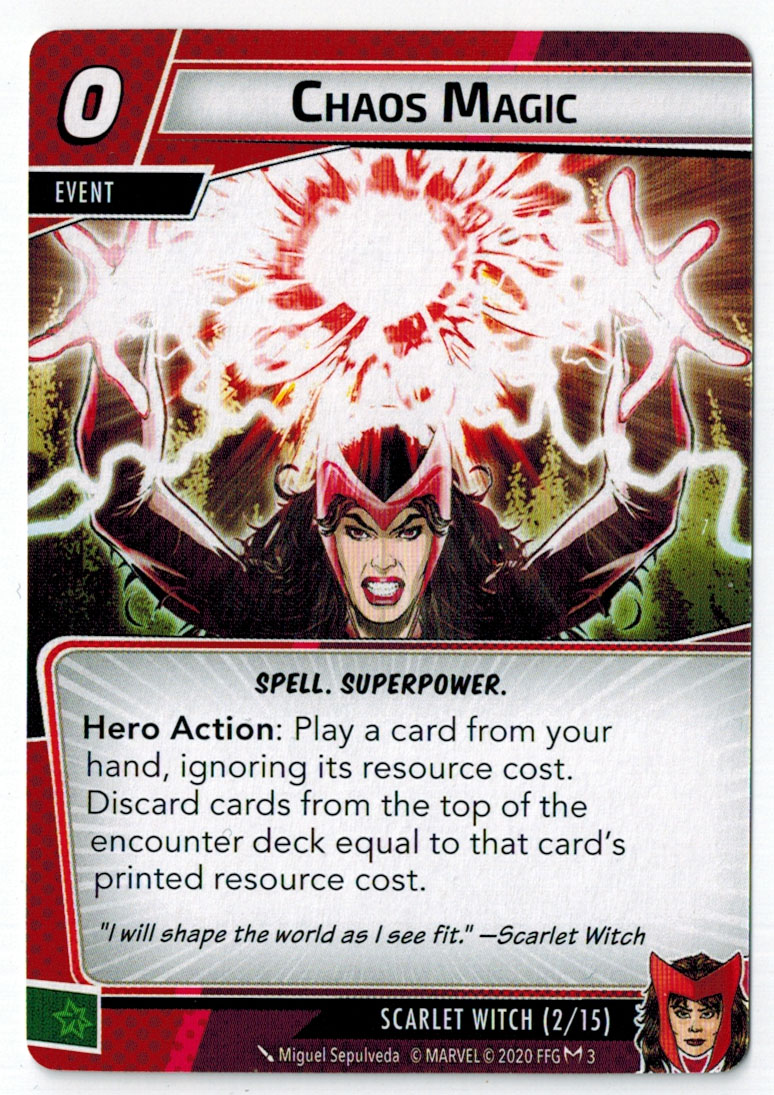 0
CHAOS MAGIC
EVENT
SPELL. SUPERPOWER.
Hero Action: Play a card from your
hand, ignoring its resource cost.
Discard cards from the top of the
encounter deck equal to that card's
printed resource cost.
"I will shape the world as I see fit." —Scarlet Witch
SCARLET WITCH (2/15)
Miguel Sepulveda © MARVEL © 2020 FFG 3